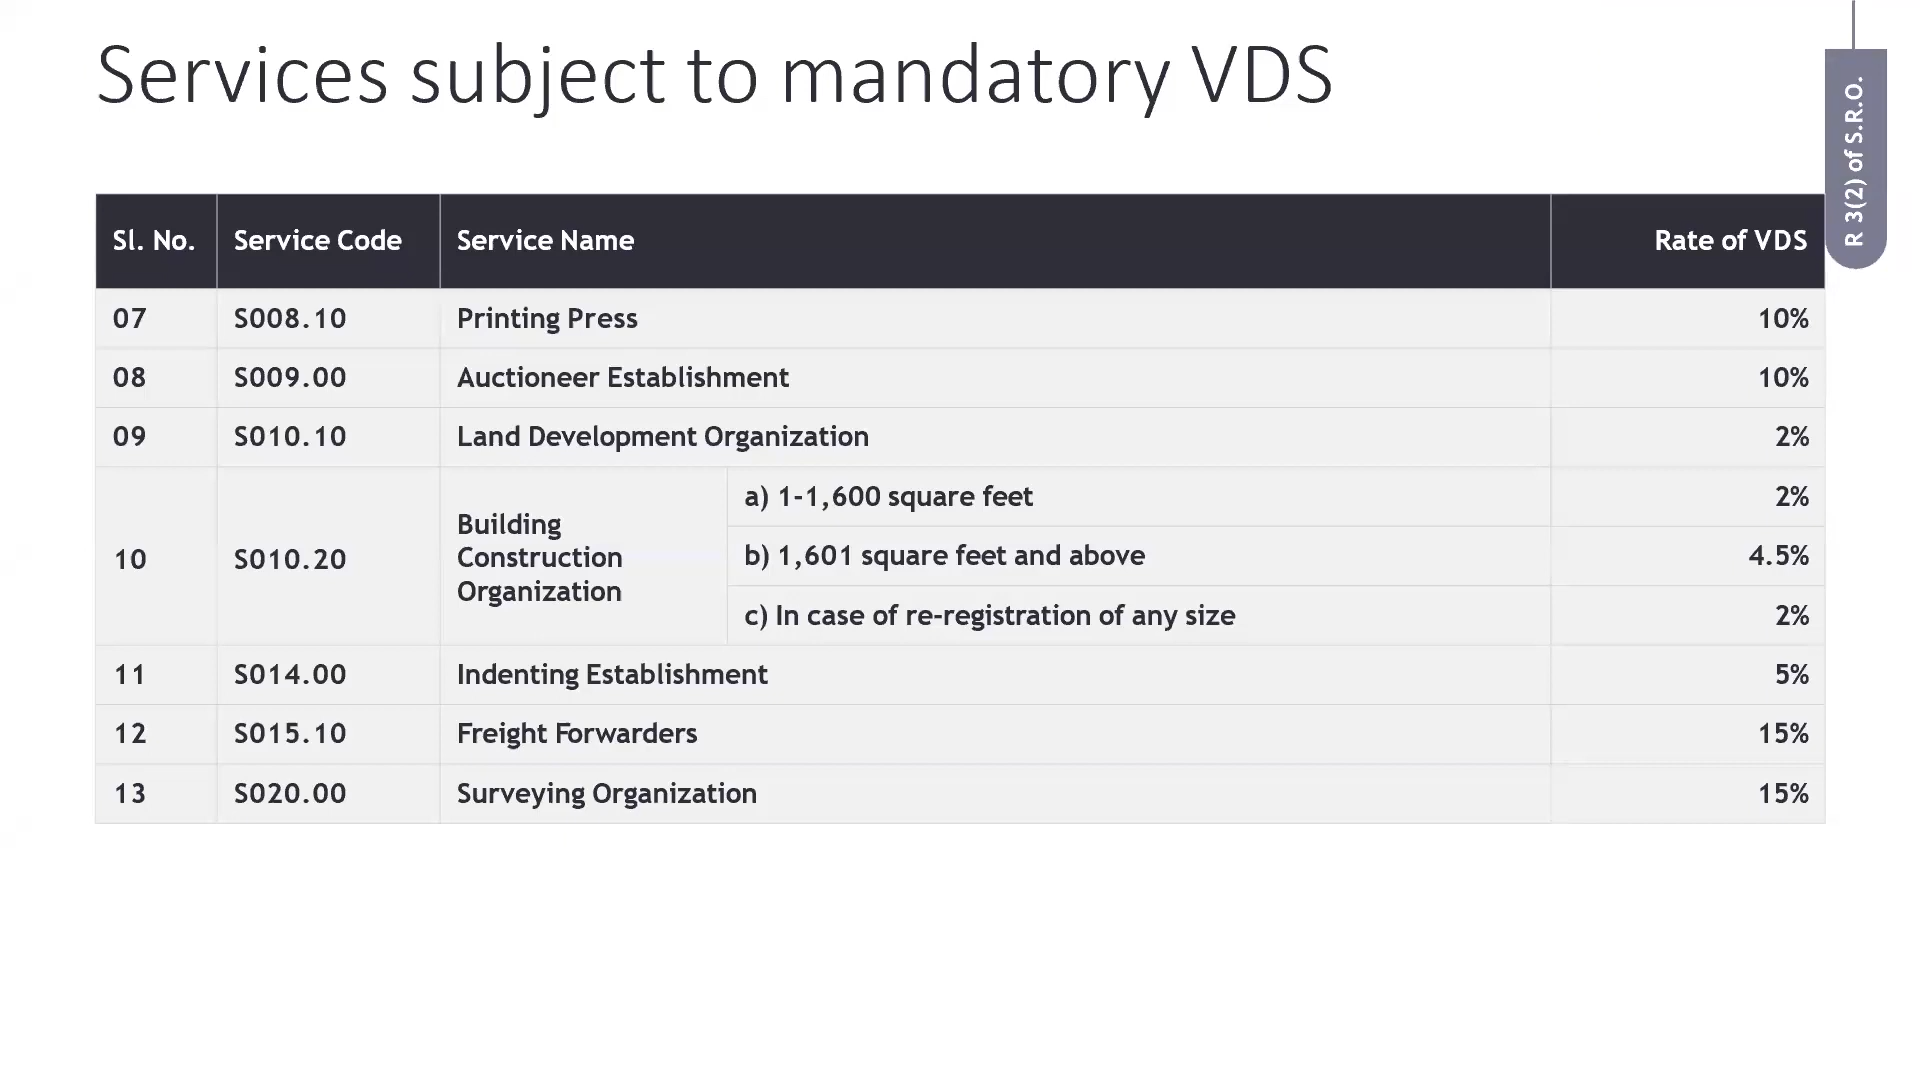 Services subject to mandatory VDS
R 3(2) of S.R.O.
Sl. No. Service Code Service Name Rate of VDS
07 S008.10 Printing Press 10%
08 S009.00 Auctioneer Establishment 10%
09 S010.10 Land Development Organization 2%
10 S010.20 Building Construction Organization
a) 1-1,600 square feet 2%
b) 1,601 square feet and above 4.5%
c) In case of re-registration of any size 2%
11 S014.00 Indenting Establishment 5%
12 S015.10 Freight Forwarders 15%
13 S020.00 Surveying Organization 15%